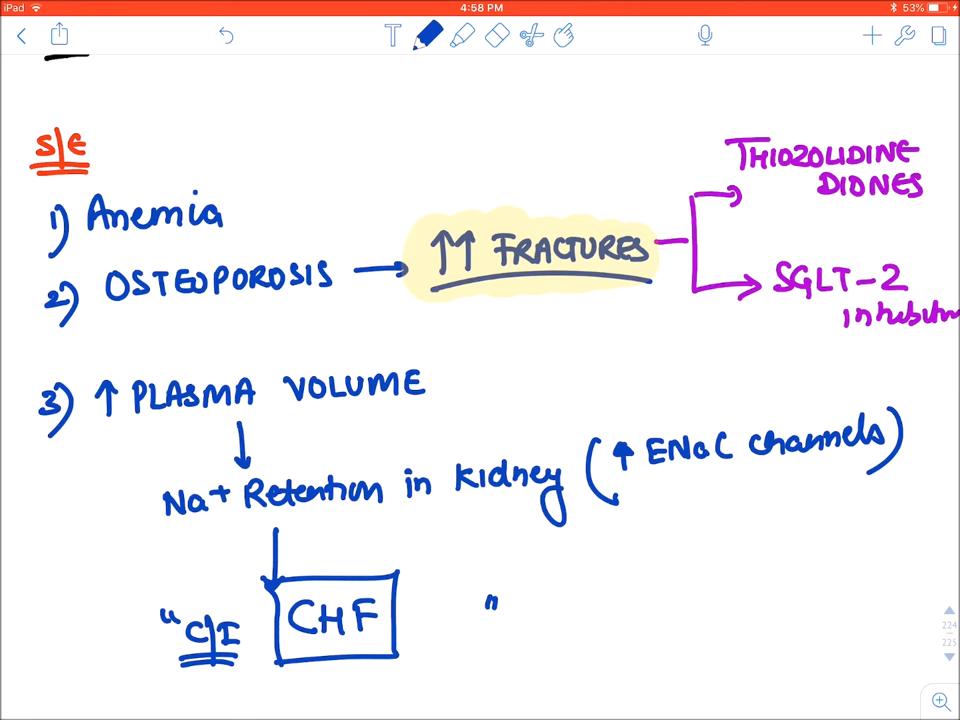 iPad
4:58 PM
53%
T
S/E
1) Anemia
2) OSTEOPOROSIS → ↑↑ FRACTURES
THIOZOLIDINE
DIONES
SGLT-2
3) ↑ PLASMA VOLUME
Na+ Retention in Kidney (↑ ENaC channels)
"C/I CHF "
224
225